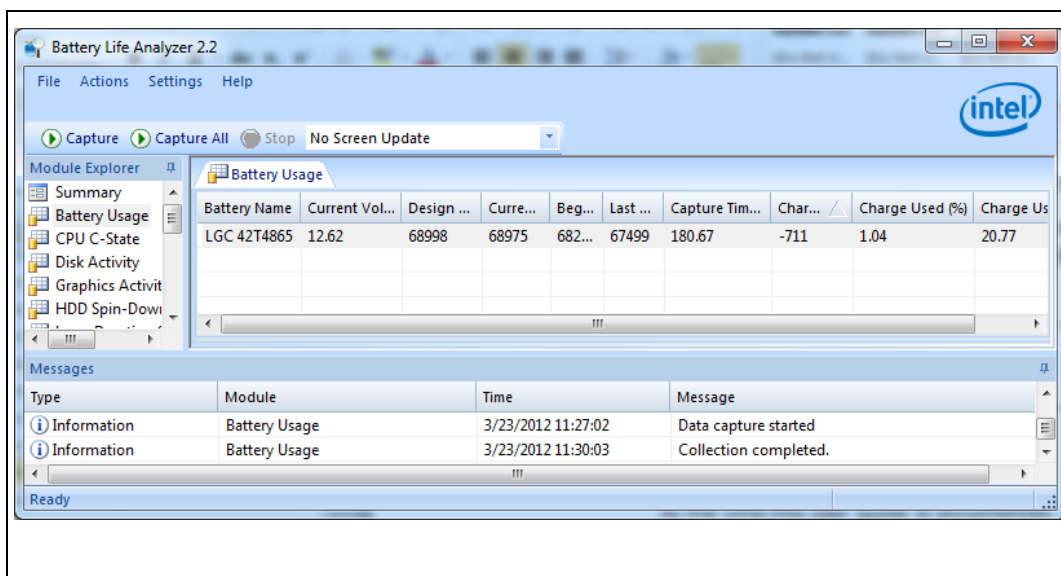 Battery Life Analyzer 2.2
File Actions Settings Help
intel
Capture Capture All Stop No Screen Update
Module Explorer
Summary
Battery Usage
CPU C-State
Disk Activity
Graphics Activit
HDD Spin-Down
Battery Usage
Battery Name Current Vol... Design ... Curre... Beg... Last ... Capture Tim... Char... Charge Used (%) Charge Us
LGC 42T4865 12.62 68998 68975 682... 67499 180.67 -711 1.04 20.77
Messages
Type Module Time Message
Information Battery Usage 3/23/2012 11:27:02 Data capture started
Information Battery Usage 3/23/2012 11:30:03 Collection completed.
Ready